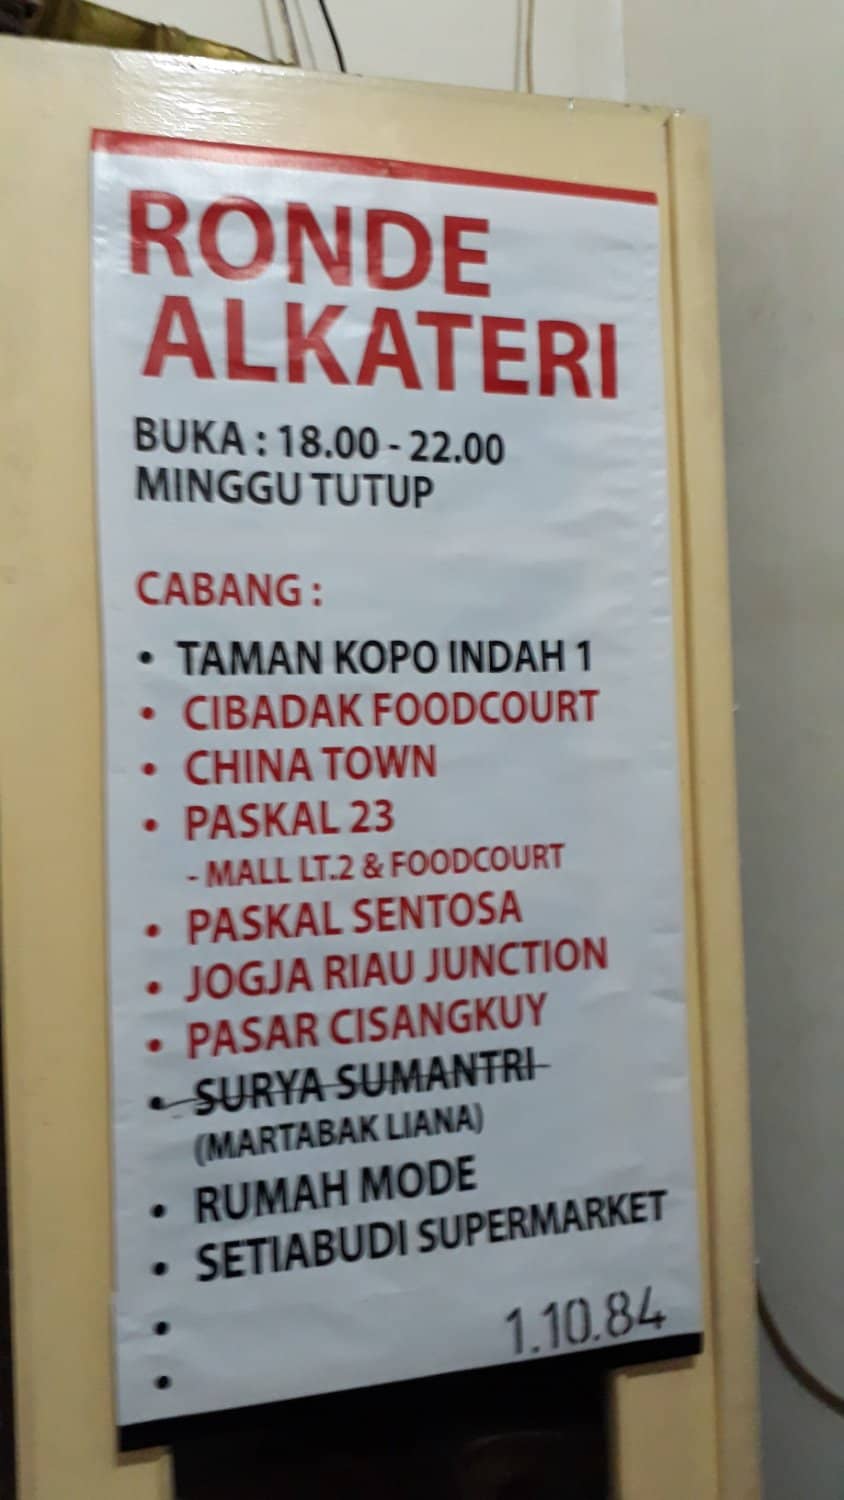 RONDE
ALKATERI
BUKA : 18.00 - 22.00
MINGGU TUTUP
CABANG :
• TAMAN KOPO INDAH 1
• CIBADAK FOODCOURT
• CHINA TOWN
• PASKAL 23
- MALL LT.2 & FOODCOURT
• PASKAL SENTOSA
• JOGJA RIAU JUNCTION
• PASAR CISANGKUY
• SURYA SUMANTRI
(MARTABAK LIANA)
• RUMAH MODE
• SETIABUDI SUPERMARKET
•
•
1.10.84